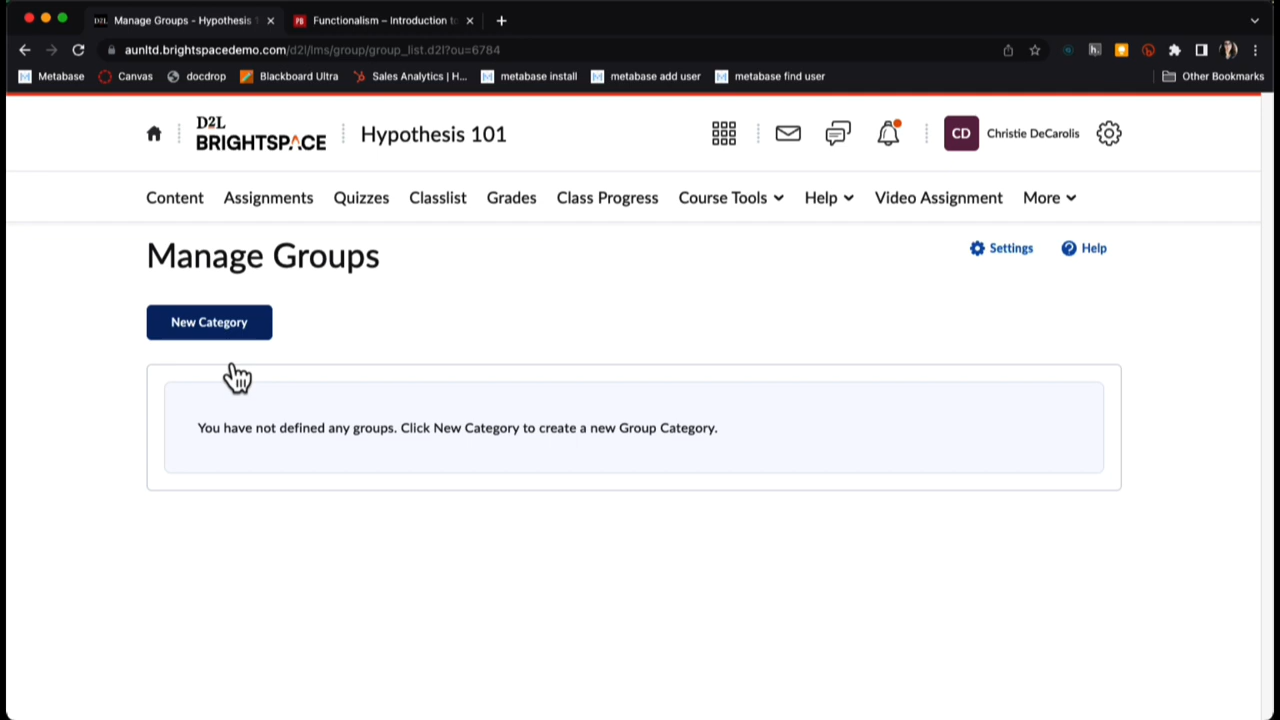 Manage Groups - Hypothesis 1
Functionalism – Introduction to
aunltd.brightspacedemo.com/d2l/lms/group/group_list.d2l?ou=6784
Metabase Canvas docdrop Blackboard Ultra Sales Analytics | H... metabase install metabase add user metabase find user Other Bookmarks
D2L
BRIGHTSPACE
Hypothesis 101
CD Christie DeCarolis
Content Assignments Quizzes Classlist Grades Class Progress Course Tools Help Video Assignment More
Manage Groups
Settings Help
New Category
You have not defined any groups. Click New Category to create a new Group Category.